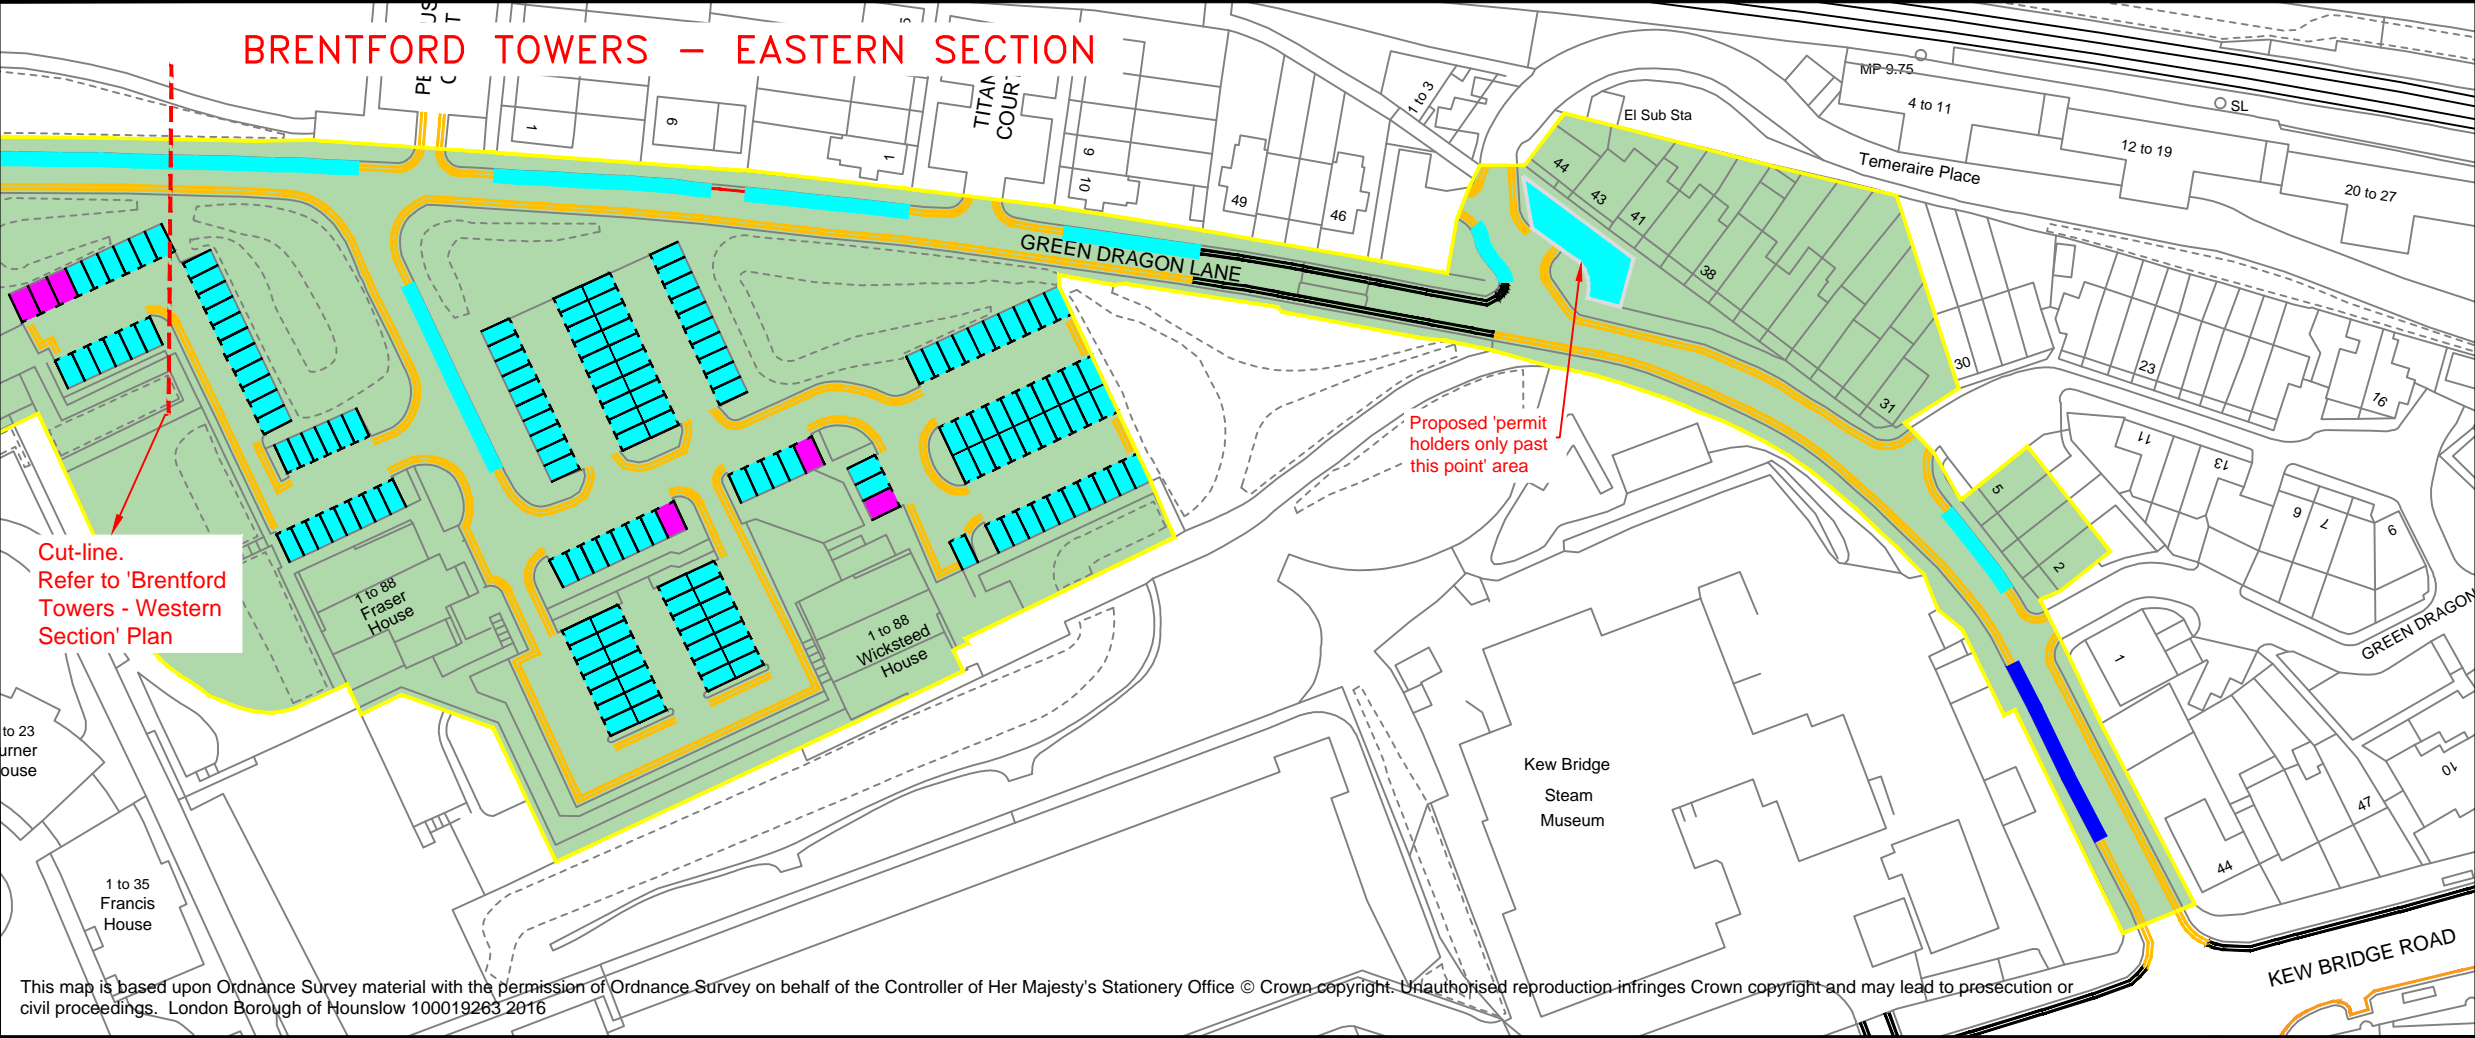 BRENTFORD TOWERS - EASTERN SECTION
TITAN
COURT
1
6
1
9
10
49
46
1 to 3
El Sub Sta
MP 9.75
4 to 11
SL
12 to 19
20 to 27
Temeraire Place
44
43
41
38
31
30
23
16
11
13
5
2
6
7
9
1
GREEN DRAGON LANE
GREEN DRAGON
Proposed 'permit
holders only past
this point' area
Cut-line.
Refer to 'Brentford
Towers - Western
Section' Plan
1 to 88
Fraser
House
1 to 88
Wicksteed
House
to 23
urner
ouse
1 to 35
Francis
House
Kew Bridge
Steam
Museum
10
47
44
KEW BRIDGE ROAD
This map is based upon Ordnance Survey material with the permission of Ordnance Survey on behalf of the Controller of Her Majesty's Stationery Office © Crown copyright. Unauthorised reproduction infringes Crown copyright and may lead to prosecution or
civil proceedings.  London Borough of Hounslow 100019263 2016